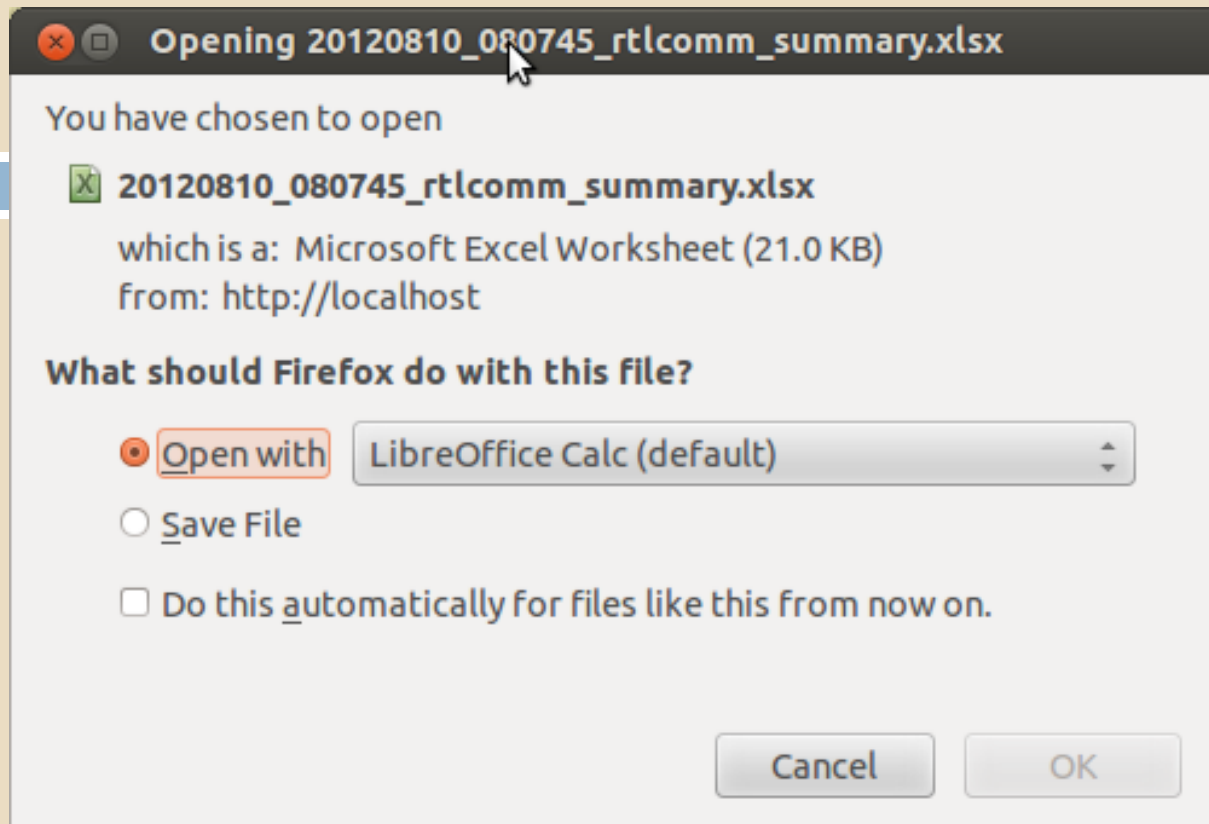 Opening 20120810_080745_rtlcomm_summary.xlsx
You have chosen to open
20120810_080745_rtlcomm_summary.xlsx
which is a: Microsoft Excel Worksheet (21.0 KB)
from: http://localhost
What should Firefox do with this file?
Open with LibreOffice Calc (default)
Save File
Do this automatically for files like this from now on.
Cancel OK